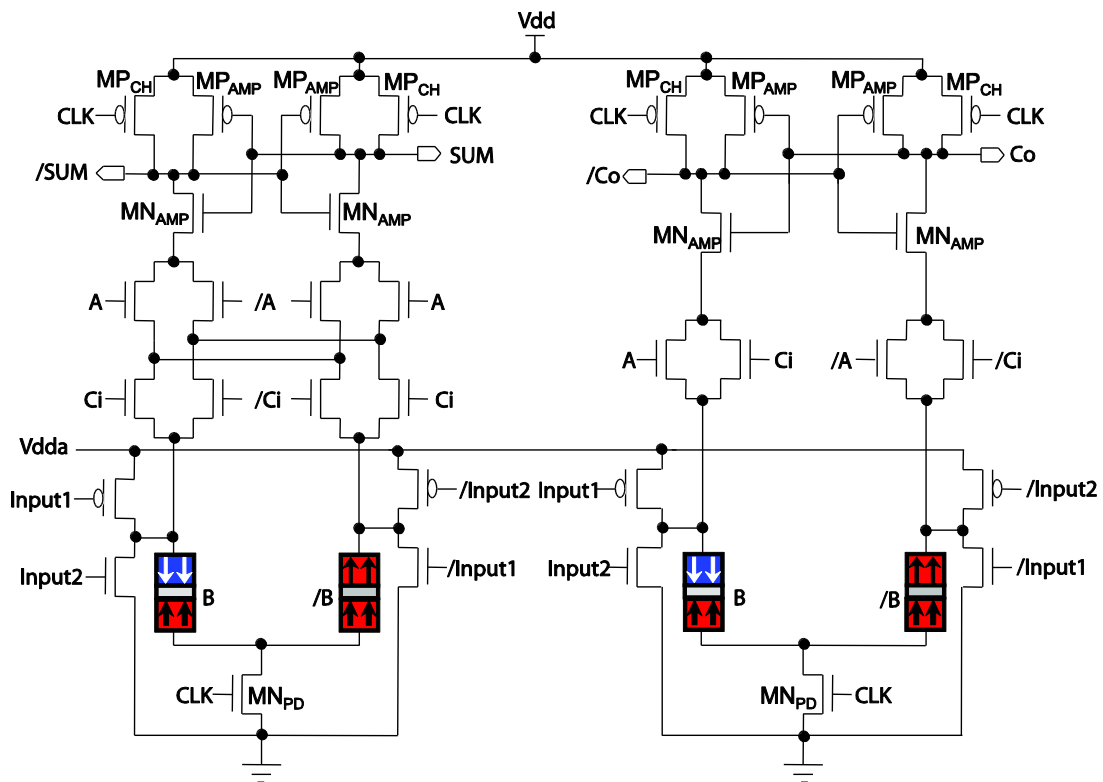 Vdd
MPCH MPAMP MPAMP MPCH MPCH MPAMP MPAMP MPCH
CLK CLK CLK CLK
/SUM SUM /Co Co
MNAMP MNAMP MNAMP MNAMP
A /A A A Ci /A /Ci
Ci /Ci Ci
Vdda
Input1 /Input2 Input1 /Input2
Input2 /Input1 Input2 /Input1
B /B B /B
CLK MNPD MNPD CLK